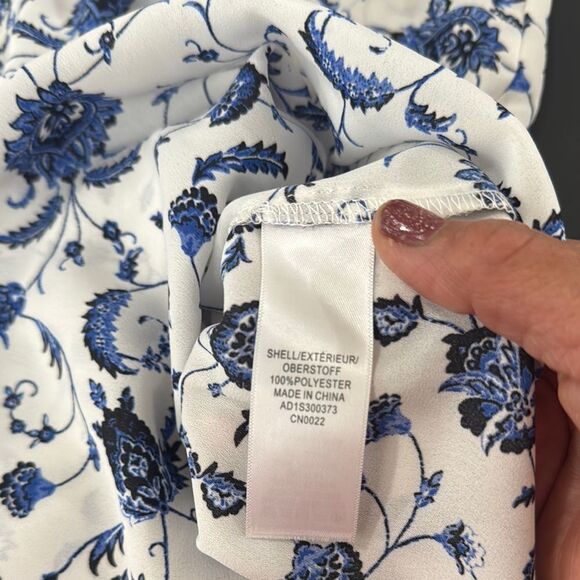 SHELL/EXTÉRIEUR/
OBERSTOFF
100%POLYESTER
MADE IN CHINA
AD1S300373
CN0022